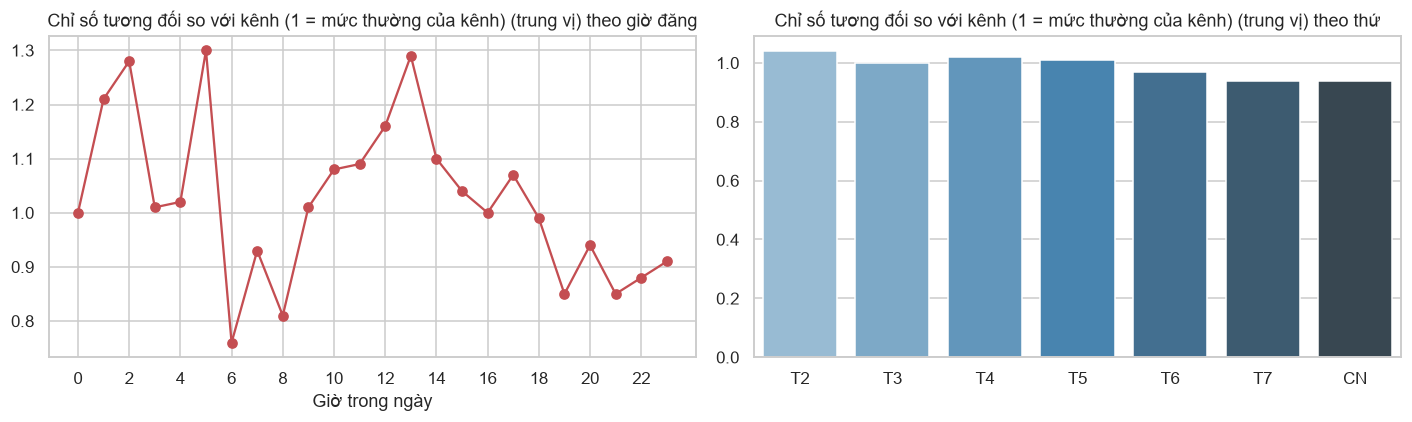 Chỉ số tương đối so với kênh (1 = mức thường của kênh) (trung vị) theo giờ đăng
1.3
1.2
1.1
1.0
0.9
0.8
0 2 4 6 8 10 12 14 16 18 20 22
Giờ trong ngày
Chỉ số tương đối so với kênh (1 = mức thường của kênh) (trung vị) theo thứ
1.0
0.8
0.6
0.4
0.2
0.0
T2 T3 T4 T5 T6 T7 CN